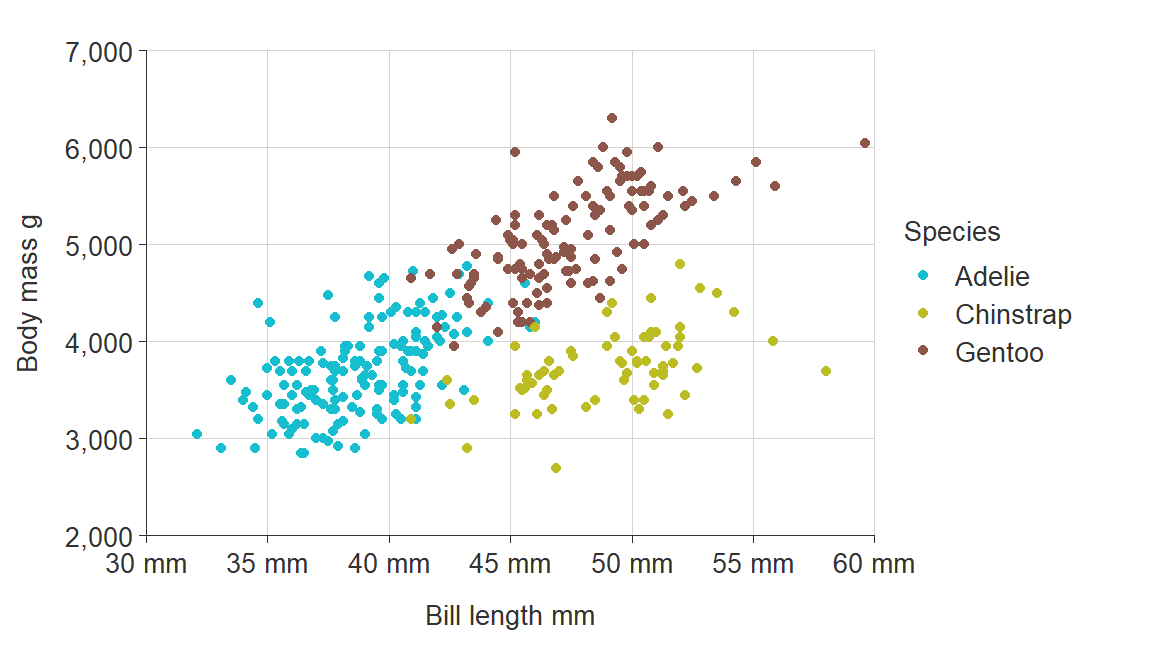 7,000
6,000
5,000
4,000
3,000
2,000
Body mass g
30 mm 35 mm 40 mm 45 mm 50 mm 55 mm 60 mm
Bill length mm
Species
Adelie
Chinstrap
Gentoo